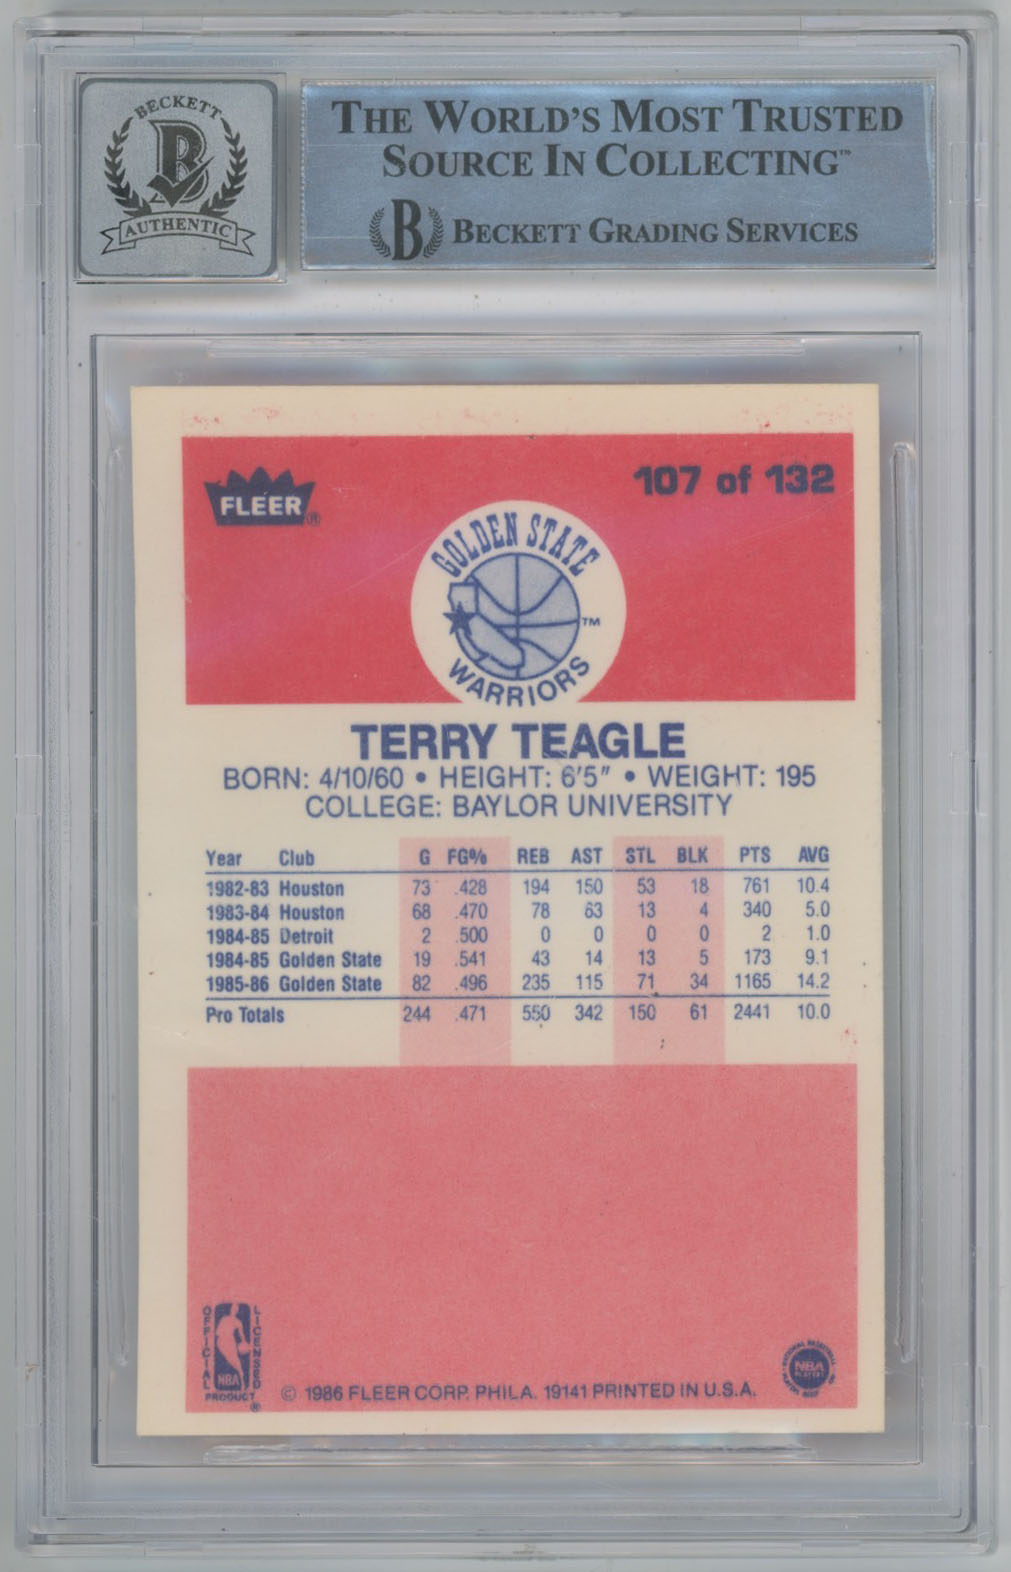 BECKETT
B
AUTHENTIC
THE WORLD'S MOST TRUSTED
SOURCE IN COLLECTING™
B BECKETT GRADING SERVICES
FLEER®
107 of 132
GOLDEN STATE
WARRIORS
TM
TERRY TEAGLE
BORN: 4/10/60 • HEIGHT: 6'5" • WEIGHT: 195
COLLEGE: BAYLOR UNIVERSITY
Year Club G FG% REB AST STL BLK PTS AVG
1982-83 Houston 73 .428 194 150 53 18 761 10.4
1983-84 Houston 68 .470 78 63 13 4 340 5.0
1984-85 Detroit 2 .500 0 0 0 0 2 1.0
1984-85 Golden State 19 .541 43 14 13 5 173 9.1
1985-86 Golden State 82 .496 235 115 71 34 1165 14.2
Pro Totals 244 .471 550 342 150 61 2441 10.0
OFFICIAL
LICENSED
NBA
PRODUCT
®
© 1986 FLEER CORP. PHILA. 19141 PRINTED IN U.S.A.
NATIONAL BASKETBALL
NBA
PLAYERS